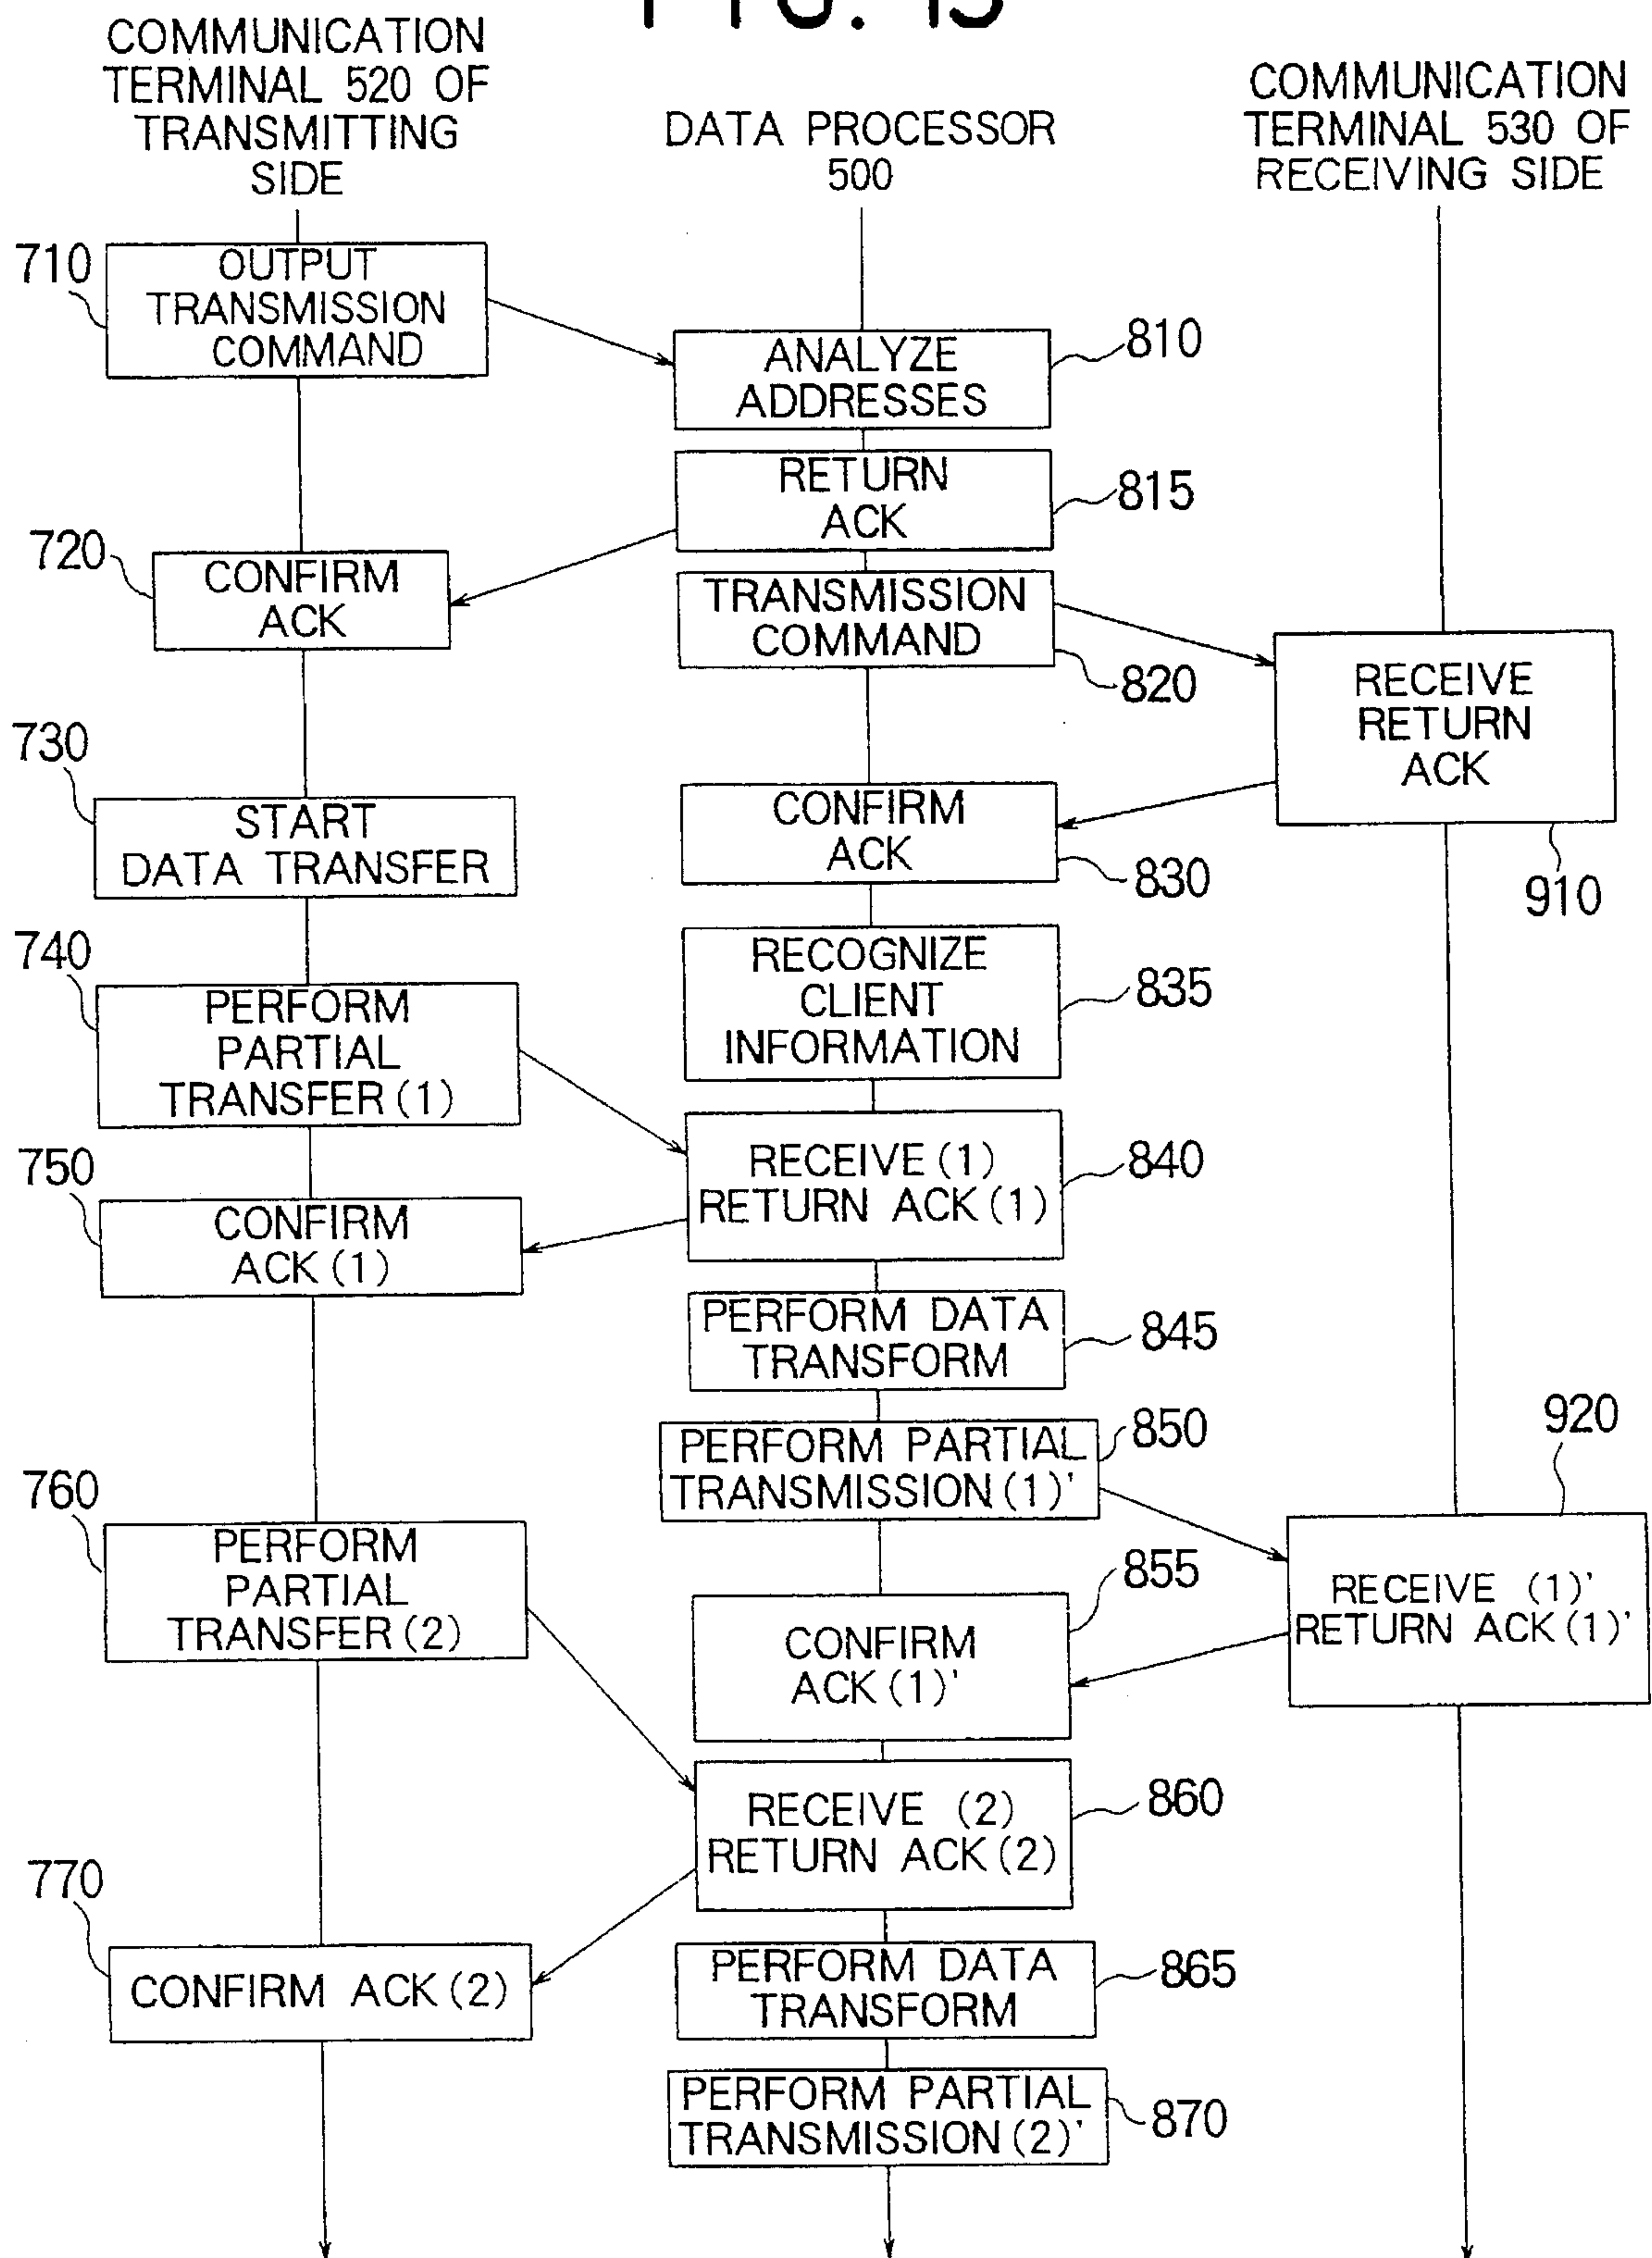 FIG. 13
COMMUNICATION
TERMINAL 520 OF
TRANSMITTING
SIDE
DATA PROCESSOR
500
COMMUNICATION
TERMINAL 530 OF
RECEIVING SIDE
710
OUTPUT
TRANSMISSION
COMMAND
ANALYZE
ADDRESSES
810
RETURN
ACK
815
720
CONFIRM
ACK
TRANSMISSION
COMMAND
820
RECEIVE
RETURN
ACK
910
730
START
DATA TRANSFER
CONFIRM
ACK
830
RECOGNIZE
CLIENT
INFORMATION
835
740
PERFORM
PARTIAL
TRANSFER(1)
RECEIVE(1)
RETURN ACK(1)
840
750
CONFIRM
ACK(1)
PERFORM DATA
TRANSFORM
845
PERFORM PARTIAL
TRANSMISSION(1)'
850
920
760
PERFORM
PARTIAL
TRANSFER(2)
855
CONFIRM
ACK(1)'
RECEIVE (1)'
RETURN ACK(1)'
RECEIVE (2)
RETURN ACK(2)
860
770
CONFIRM ACK(2)
PERFORM DATA
TRANSFORM
865
PERFORM PARTIAL
TRANSMISSION(2)'
870